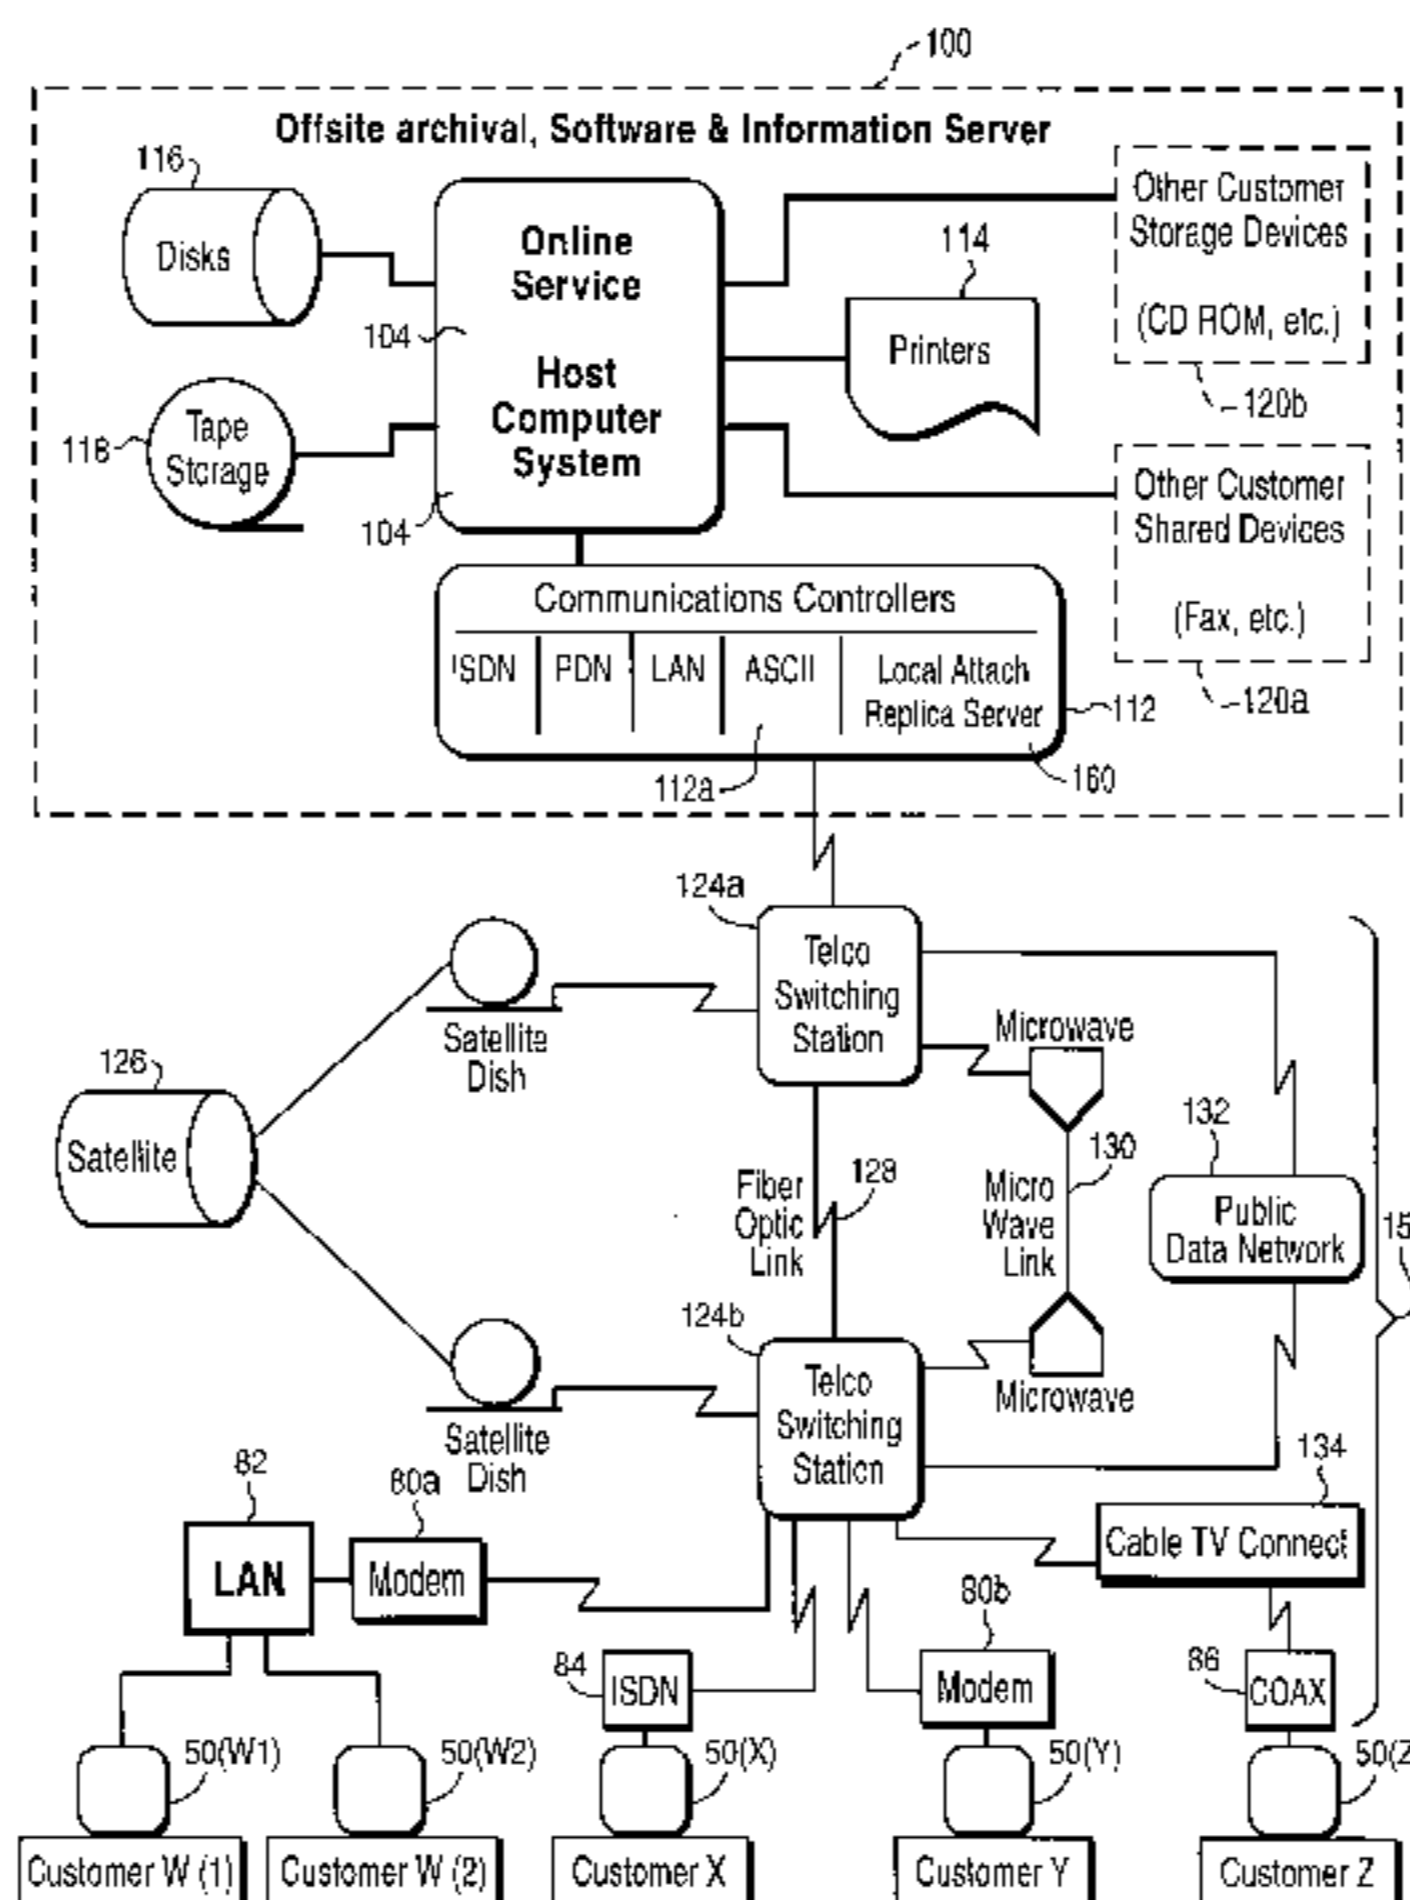 100
Offsite archival, Software & Information Server
116
Disks
Online
Service
104
Host
Computer
System
104
118
Tape
Storage
114
Printers
Other Customer
Storage Devices
(CD ROM, etc.)
120b
Other Customer
Shared Devices
(Fax, etc.)
120a
Communications Controllers
ISDN
PDN
LAN
ASCII
Local Attach
Replica Server
112
112a
160
124a
Telco
Switching
Station
Satellite
Dish
126
Satellite
Microwave
132
130
128
Fiber
Optic
Link
Micro
Wave
Link
Public
Data Network
15
124b
Telco
Switching
Station
Microwave
Satellite
Dish
134
Cable TV Connect
82
LAN
80a
Modem
84
ISDN
80b
Modem
86
COAX
50(W1)
50(W2)
50(X)
50(Y)
50(Z
Customer W (1)
Customer W (2)
Customer X
Customer Y
Customer Z